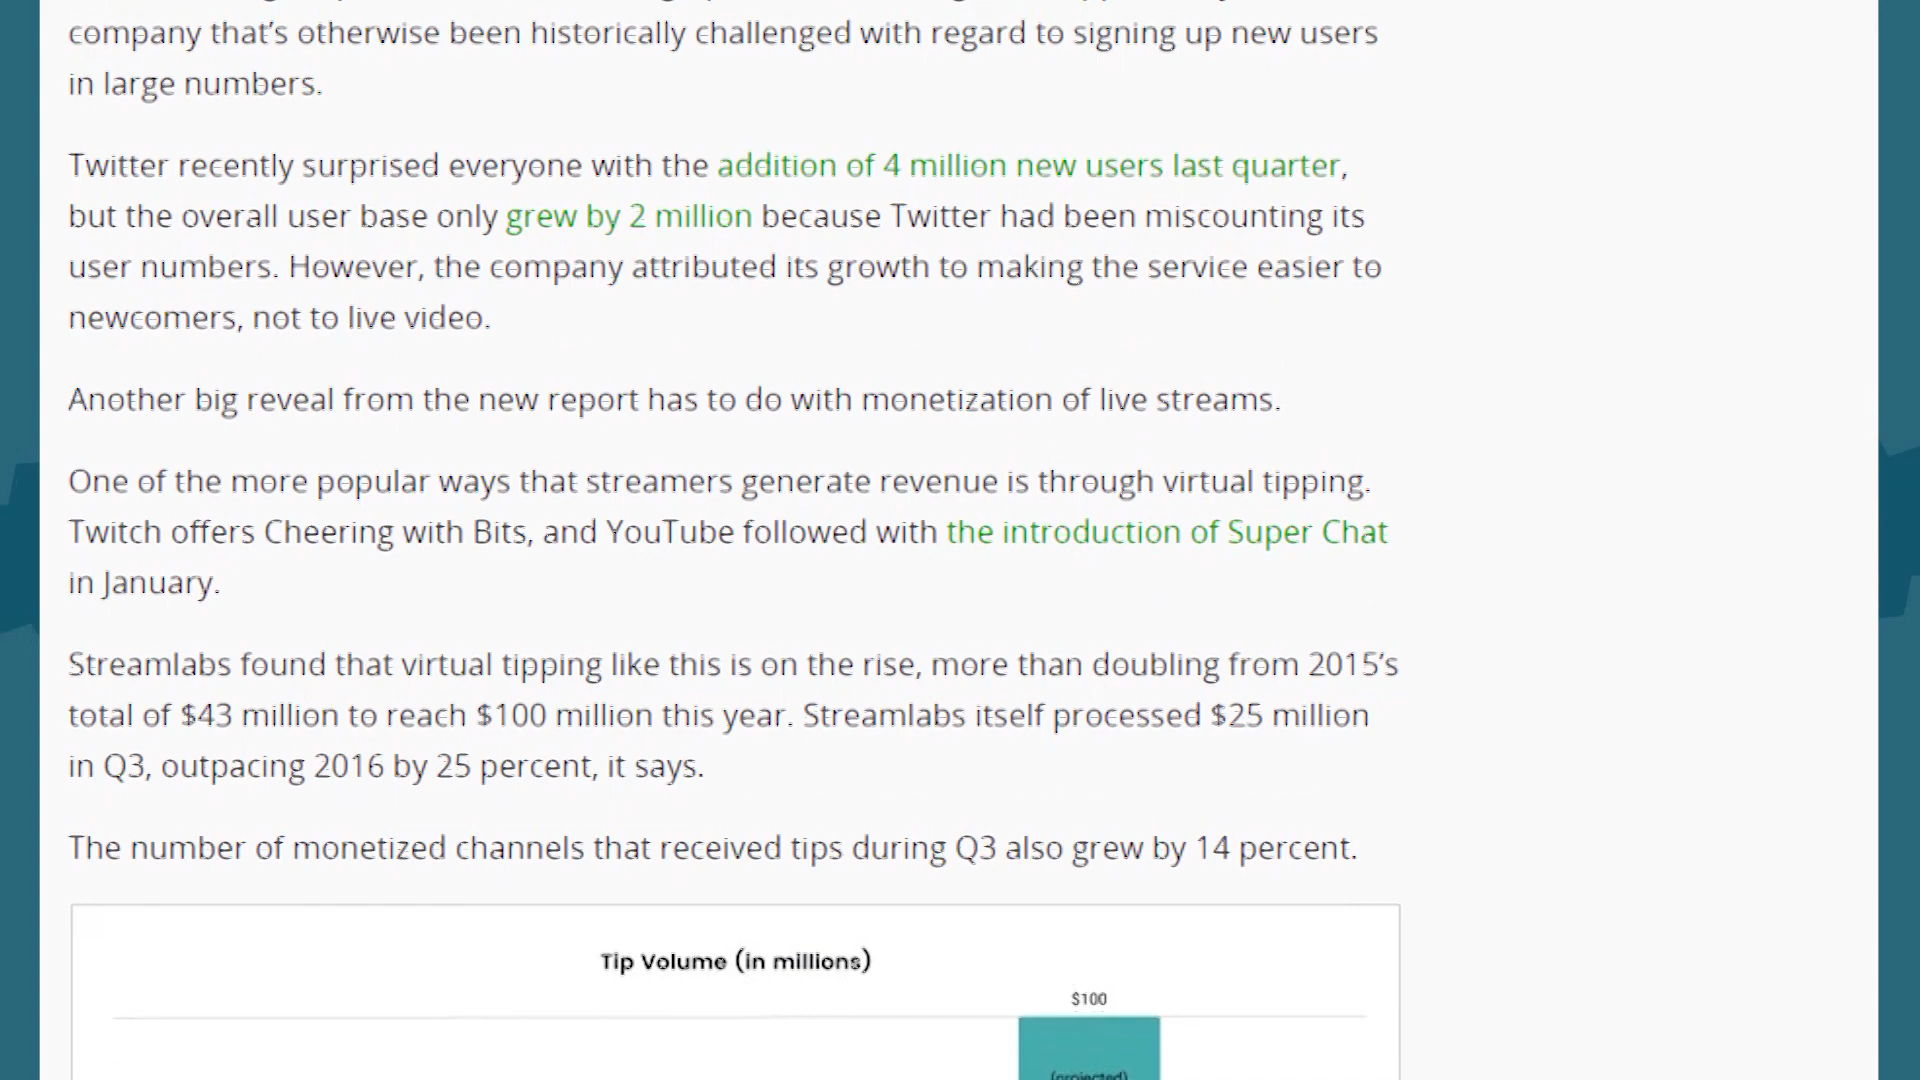 company that's otherwise been historically challenged with regard to signing up new users
in large numbers.
Twitter recently surprised everyone with the addition of 4 million new users last quarter,
but the overall user base only grew by 2 million because Twitter had been miscounting its
user numbers. However, the company attributed its growth to making the service easier to
newcomers, not to live video.
Another big reveal from the new report has to do with monetization of live streams.
One of the more popular ways that streamers generate revenue is through virtual tipping.
Twitch offers Cheering with Bits, and YouTube followed with the introduction of Super Chat
in January.
Streamlabs found that virtual tipping like this is on the rise, more than doubling from 2015's
total of $43 million to reach $100 million this year. Streamlabs itself processed $25 million
in Q3, outpacing 2016 by 25 percent, it says.
The number of monetized channels that received tips during Q3 also grew by 14 percent.
Tip Volume (in millions)
$100
(projected)